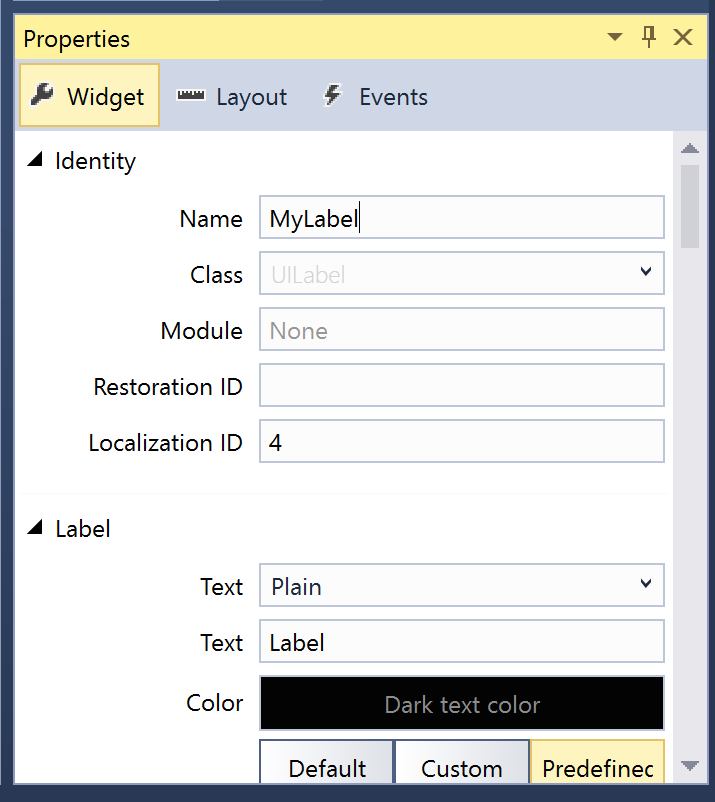 Properties
Widget Layout Events
Identity
Name MyLabel
Class UILabel
Module None
Restoration ID
Localization ID 4
Label
Text Plain
Text Label
Color Dark text color
Default Custom Predefinec